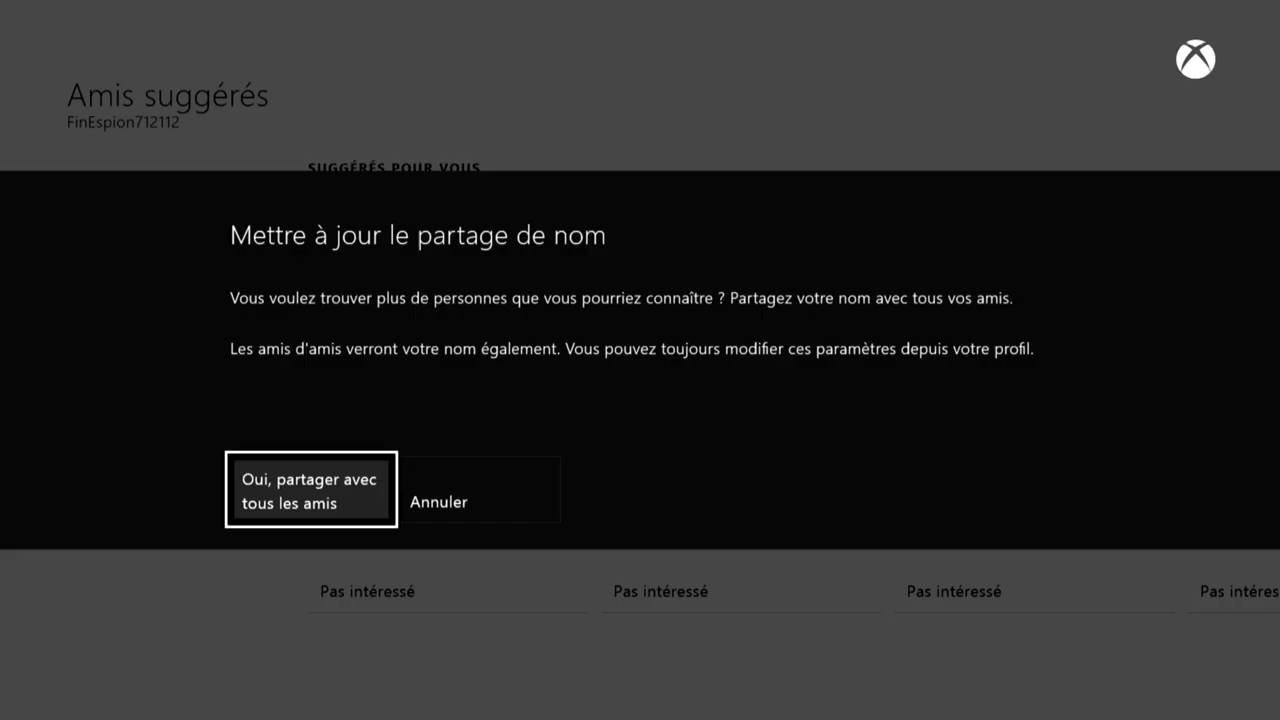 Amis suggérés
FinEspion712112
SUGGÉRÉS POUR VOUS
Mettre à jour le partage de nom
Vous voulez trouver plus de personnes que vous pourriez connaître ? Partagez votre nom avec tous vos amis.
Les amis d'amis verront votre nom également. Vous pouvez toujours modifier ces paramètres depuis votre profil.
Oui, partager avec
tous les amis
Annuler
Pas intéressé
Pas intéressé
Pas intéressé
Pas intéres